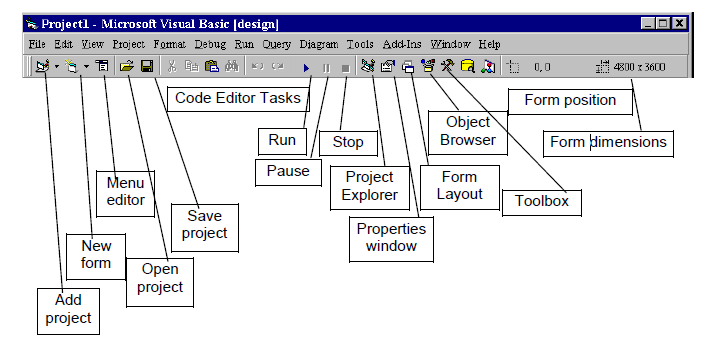 Project1 - Microsoft Visual Basic [design]
File Edit View Project Format Debug Run Query Diagram Tools Add-Ins Window Help
0, 0
4800 x 3600
Code Editor Tasks
Form position
Object
Browser
Run
Stop
Form dimensions
Pause
Project
Explorer
Form
Layout
Menu
editor
Toolbox
Save
project
Properties
window
New
form
Open
project
Add
project